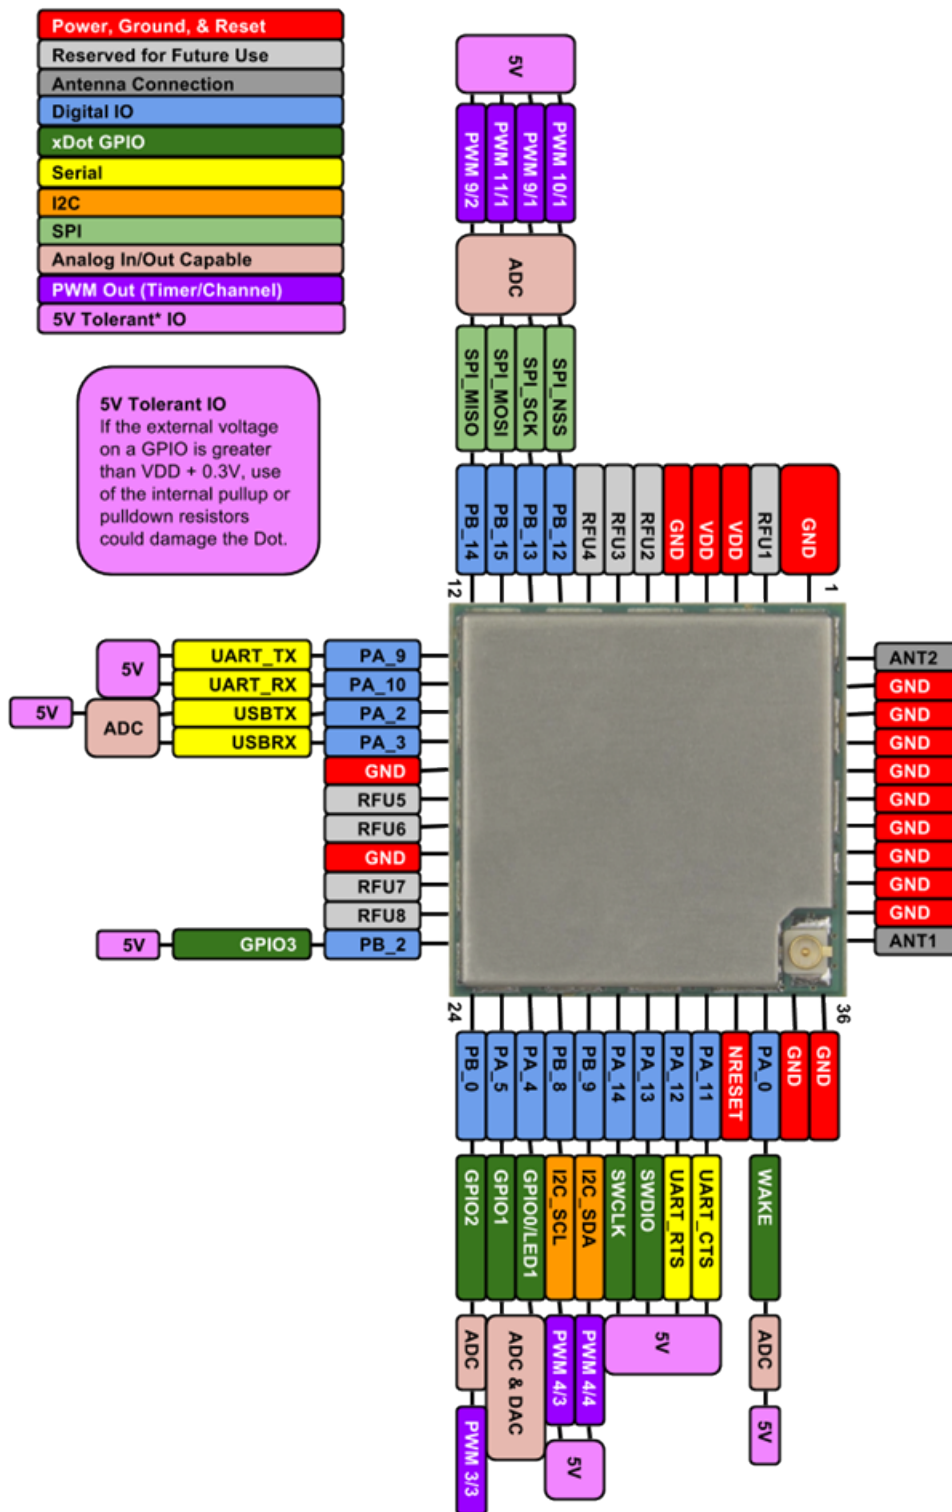 Power, Ground, & Reset
Reserved for Future Use
Antenna Connection
Digital IO
xDot GPIO
Serial
I2C
SPI
Analog In/Out Capable
PWM Out (Timer/Channel)
5V Tolerant* IO
5V Tolerant IO
If the external voltage
on a GPIO is greater
than VDD + 0.3V, use
of the internal pullup or
pulldown resistors
could damage the Dot.
5V
PWM 9/2
PWM 11/1
PWM 9/1
PWM 10/1
ADC
SPI_MISO
SPI_MOSI
SPI_SCK
SPI_NSS
PB_14
PB_15
PB_13
PB_12
RFU4
RFU3
RFU2
GND
VDD
VDD
RFU1
GND
12
1
5V
UART_TX
PA_9
UART_RX
PA_10
5V
ADC
USBTX
PA_2
USBRX
PA_3
GND
RFU5
RFU6
GND
RFU7
RFU8
5V
GPIO3
PB_2
ANT2
GND
GND
GND
GND
GND
GND
GND
GND
GND
ANT1
24
36
PB_0
PA_5
PA_4
PB_8
PB_9
PA_14
PA_13
PA_12
PA_11
NRESET
PA_0
GND
GND
GPIO2
GPIO1
GPIO0/LED1
I2C_SCL
I2C_SDA
SWCLK
SWDIO
UART_RTS
UART_CTS
WAKE
ADC
ADC & DAC
PWM 4/3
PWM 4/4
5V
ADC
PWM 3/3
5V
5V